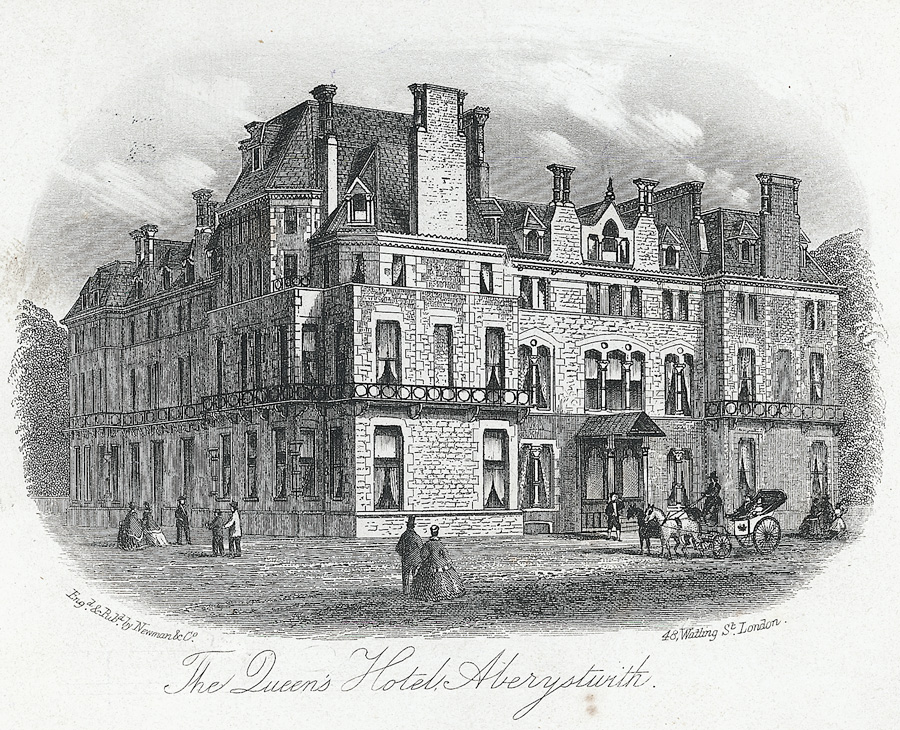 Engd. & Pubd. by Newman & Co.
48, Watling St. London.
The Queen's Hotel, Aberystwith.